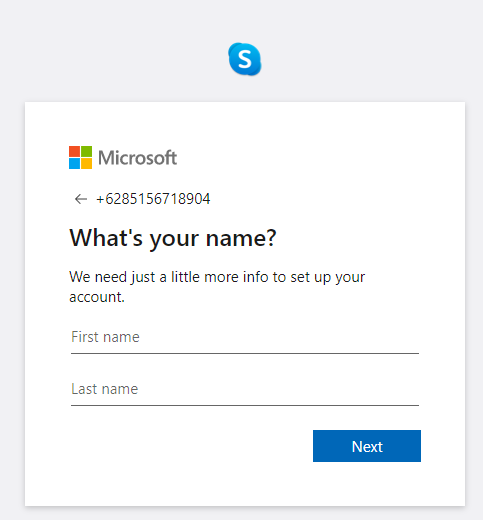 S
Microsoft
← +6285156718904
What's your name?
We need just a little more info to set up your
account.
First name
Last name
Next